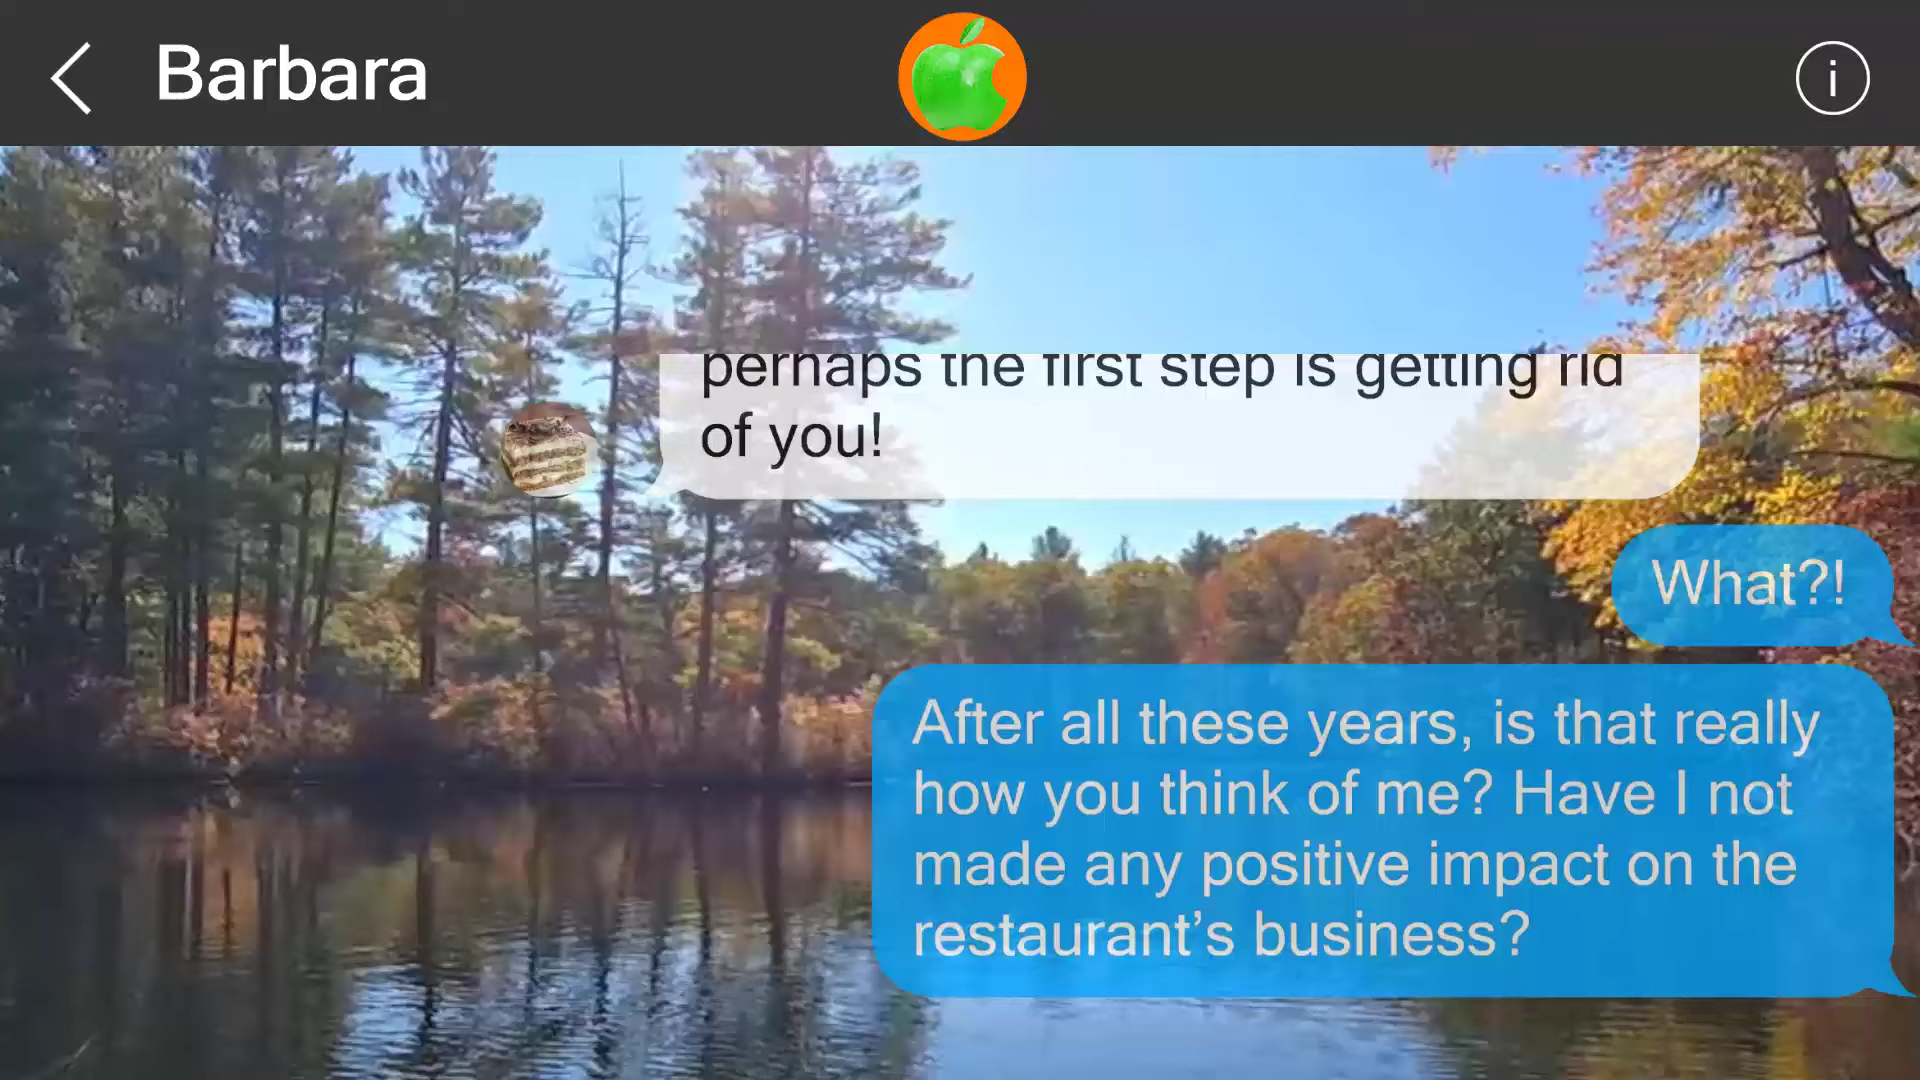 Barbara
i
perhaps the first step is getting rid
of you!
What?!
After all these years, is that really
how you think of me? Have I not
made any positive impact on the
restaurant’s business?